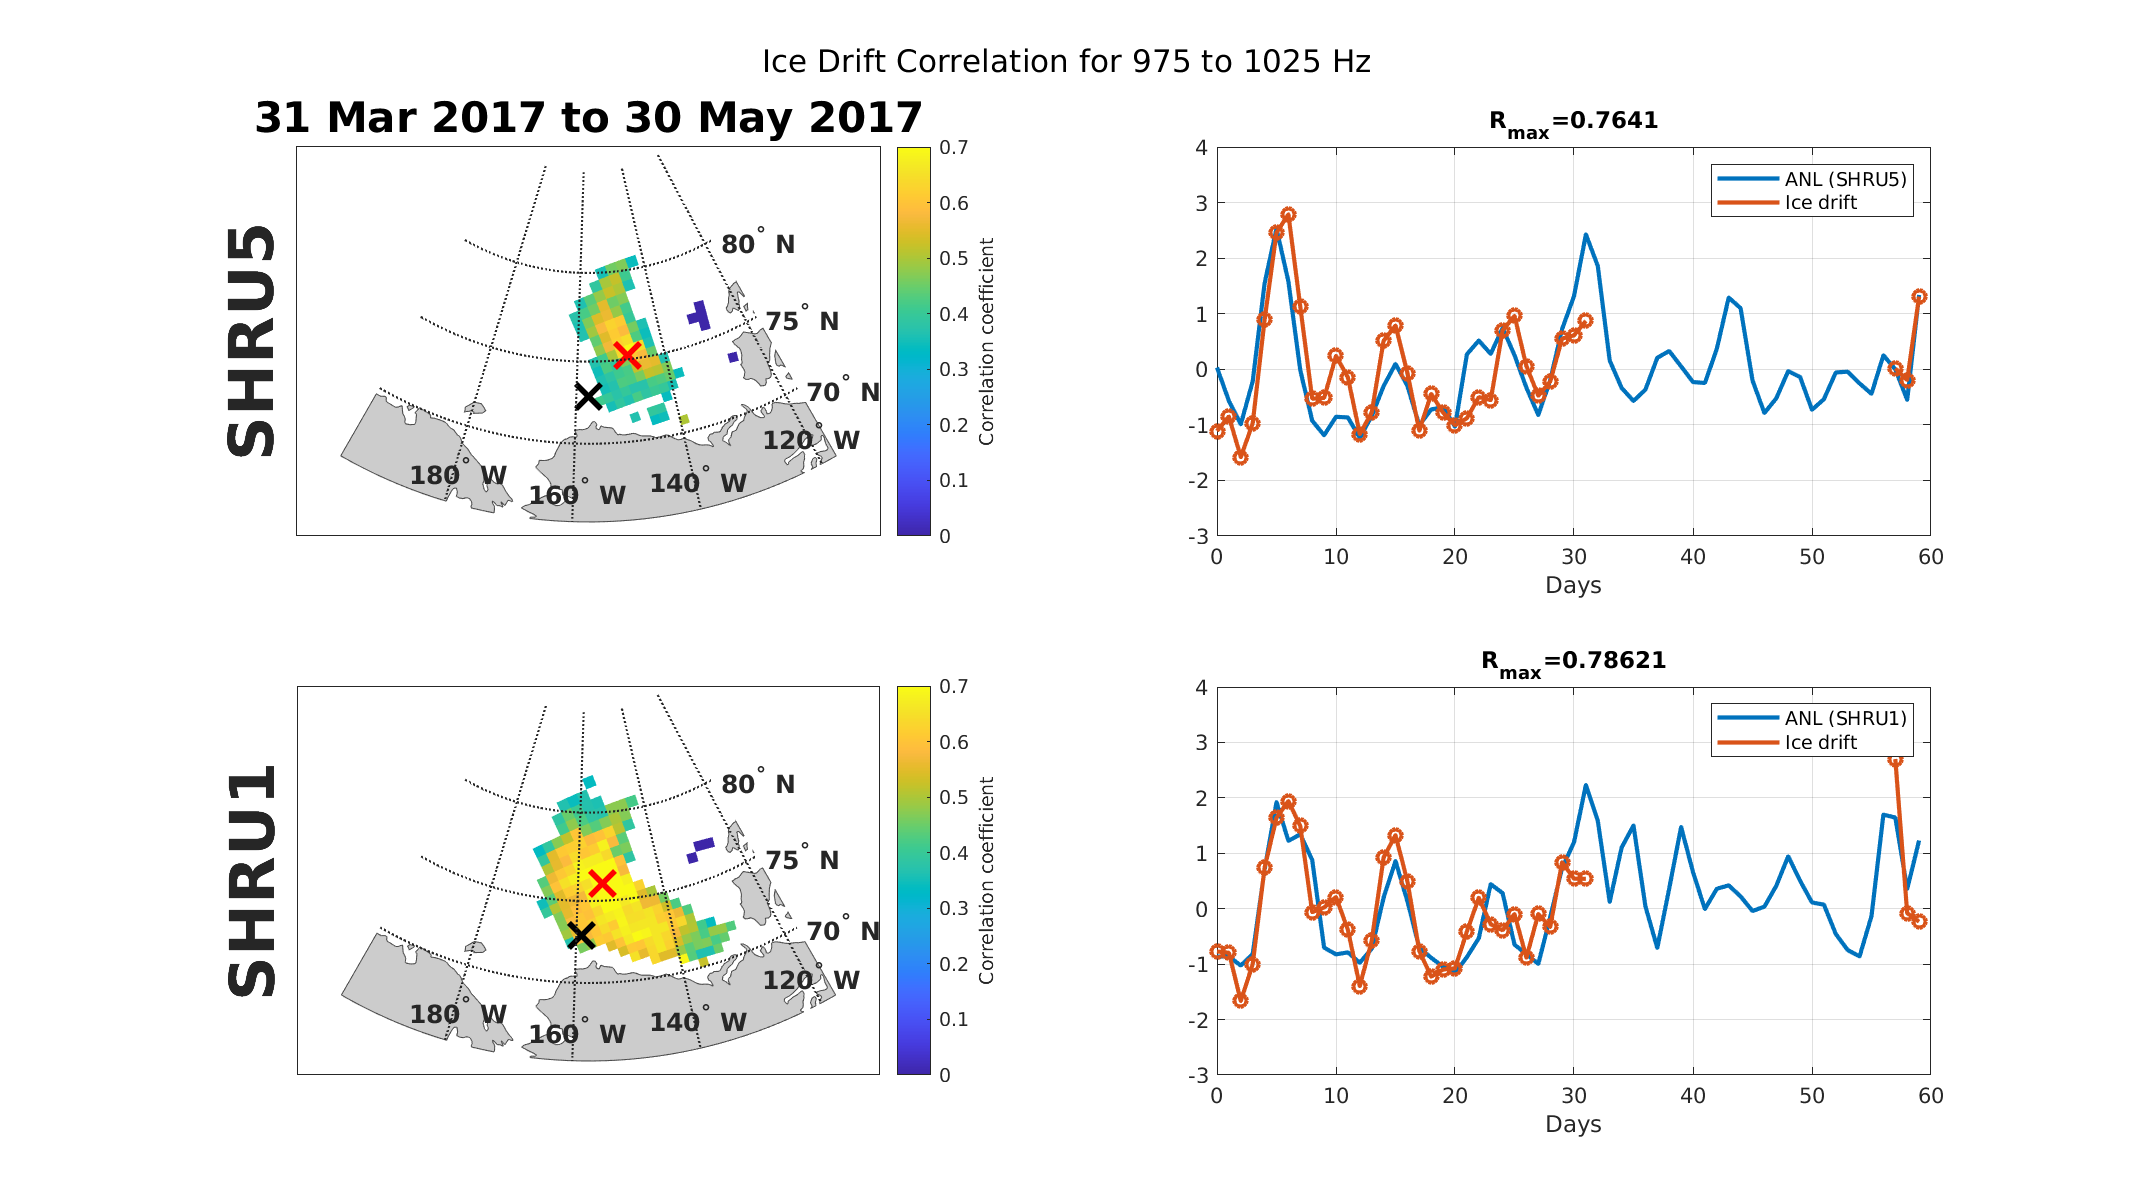 Ice Drift Correlation for 975 to 1025 Hz
31 Mar 2017 to 30 May 2017
SHRU5
80° N
75° N
70° N
120° W
140° W
160° W
180° W
0.7
0.6
0.5
0.4
0.3
0.2
0.1
0
Correlation coefficient
Rmax=0.7641
ANL (SHRU5)
Ice drift
4
3
2
1
0
-1
-2
-3
0 10 20 30 40 50 60
Days
SHRU1
80° N
75° N
70° N
120° W
140° W
160° W
180° W
0.7
0.6
0.5
0.4
0.3
0.2
0.1
0
Correlation coefficient
Rmax=0.78621
ANL (SHRU1)
Ice drift
4
3
2
1
0
-1
-2
-3
0 10 20 30 40 50 60
Days